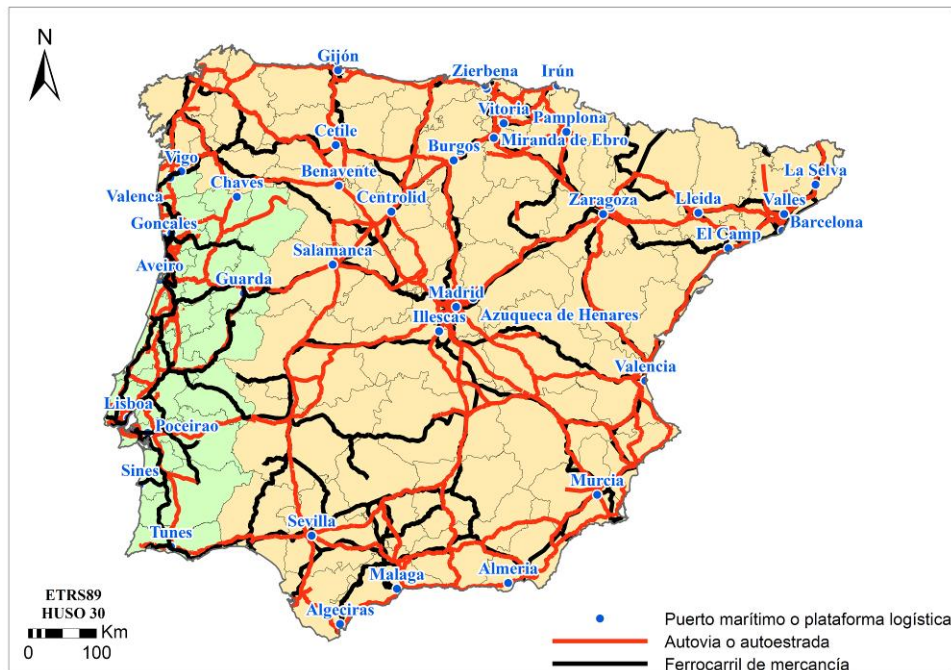 N
Gijón
Zierbena
Irún
Vitoria
Pamplona
Cetile
Miranda de Ebro
Burgos
Vigo
Benavente
La Selva
Valenca
Chaves
Centrolid
Zaragoza
Lleida
Valles
Goncales
Barcelona
El Camp
Salamanca
Aveiro
Guarda
Madrid
Azuqueca de Henares
Illescas
Valencia
Lisboa
Poceirao
Sines
Murcia
Tunes
Sevilla
Malaga
Almeria
Algeciras
ETRS89
HUSO 30
Km
0 100
Puerto marítimo o plataforma logística
Autovia o autoestrada
Ferrocarril de mercancía